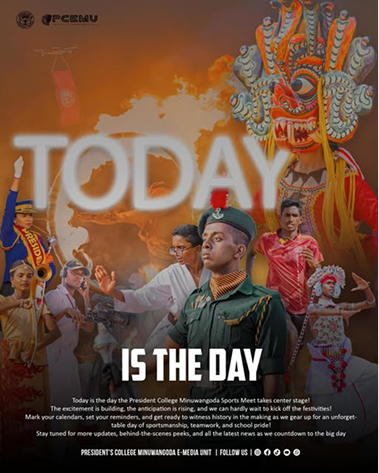 PCEMU
TODAY
PRESIDE
IS THE DAY
Today is the day the President College Minuwangoda Sports Meet takes center stage!
The excitement is building, the anticipation is rising, and we can hardly wait to kick off the festivities!
Mark your calendars, set your reminders, and get ready to witness history in the making as we gear up for an unforget-
table day of sportsmanship, teamwork, and school pride!
Stay tuned for more updates, behind-the-scenes peeks, and all the latest news as we countdown to the big day
PRESIDENT'S COLLEGE MINUWANGODA E-MEDIA UNIT | FOLLOW US |